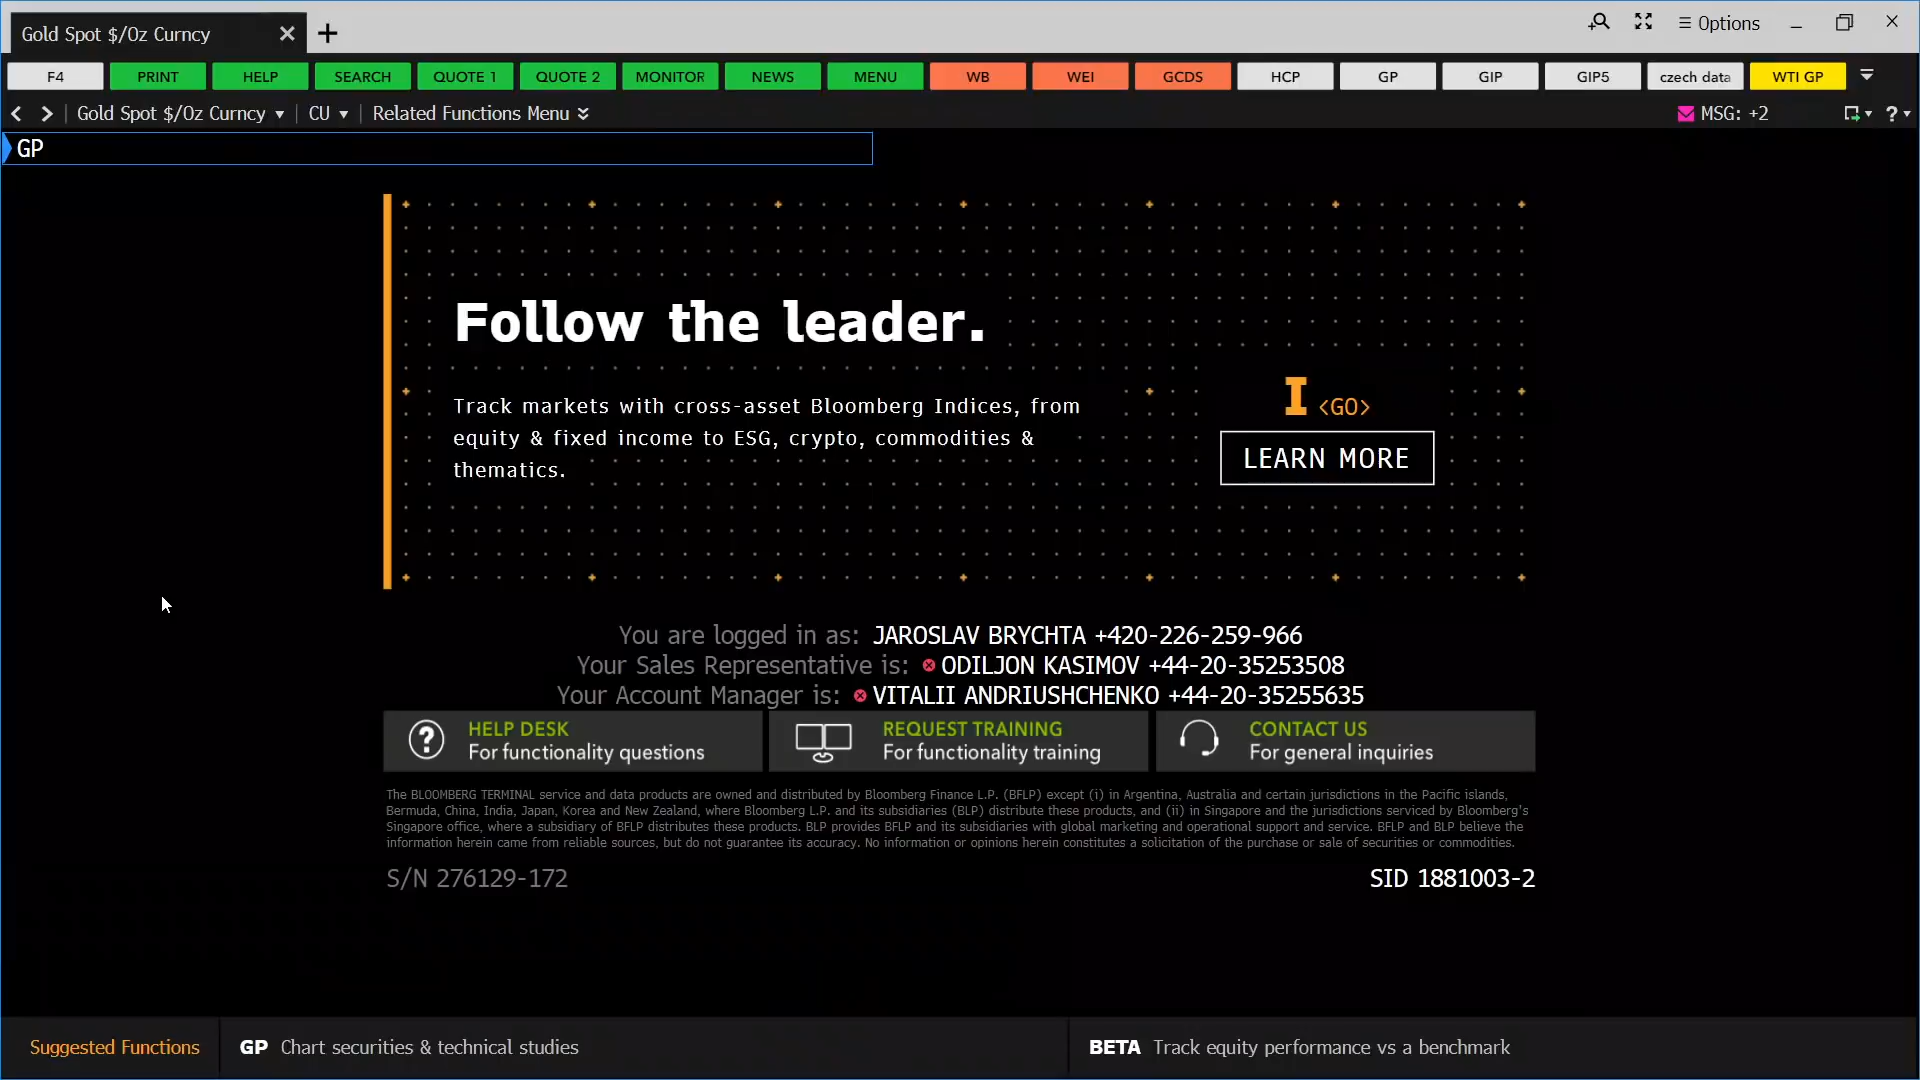 Gold Spot $/Oz Curncy
Options
F4 PRINT HELP SEARCH QUOTE 1 QUOTE 2 MONITOR NEWS MENU WB WEI GCDS HCP GP GIP GIP5 czech data WTI GP
Gold Spot $/Oz Curncy CU Related Functions Menu MSG: +2 ?
GP
Follow the leader.
Track markets with cross-asset Bloomberg Indices, from
equity & fixed income to ESG, crypto, commodities &
thematics.
I <GO>
LEARN MORE
You are logged in as: JAROSLAV BRYCHTA +420-226-259-966
Your Sales Representative is: ODILJON KASIMOV +44-20-35253508
Your Account Manager is: VITALII ANDRIUSHCHENKO +44-20-35255635
HELP DESK
For functionality questions
REQUEST TRAINING
For functionality training
CONTACT US
For general inquiries
The BLOOMBERG TERMINAL service and data products are owned and distributed by Bloomberg Finance L.P. (BFLP) except (i) in Argentina, Australia and certain jurisdictions in the Pacific islands,
Bermuda, China, India, Japan, Korea and New Zealand, where Bloomberg L.P. and its subsidiaries (BLP) distribute these products, and (ii) in Singapore and the jurisdictions serviced by Bloomberg's
Singapore office, where a subsidiary of BFLP distributes these products. BLP provides BFLP and its subsidiaries with global marketing and operational support and service. BFLP and BLP believe the
information herein came from reliable sources, but do not guarantee its accuracy. No information or opinions herein constitutes a solicitation of the purchase or sale of securities or commodities.
S/N 276129-172
SID 1881003-2
Suggested Functions GP Chart securities & technical studies BETA Track equity performance vs a benchmark